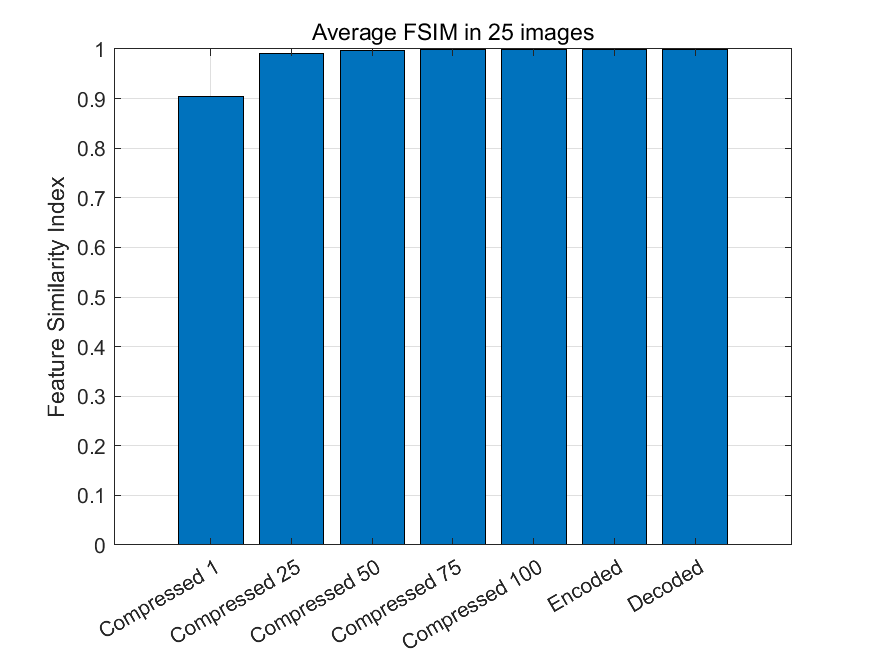 Average FSIM in 25 images
Feature Similarity Index
1
0.9
0.8
0.7
0.6
0.5
0.4
0.3
0.2
0.1
0
Compressed 1
Compressed 25
Compressed 50
Compressed 75
Compressed 100
Encoded
Decoded